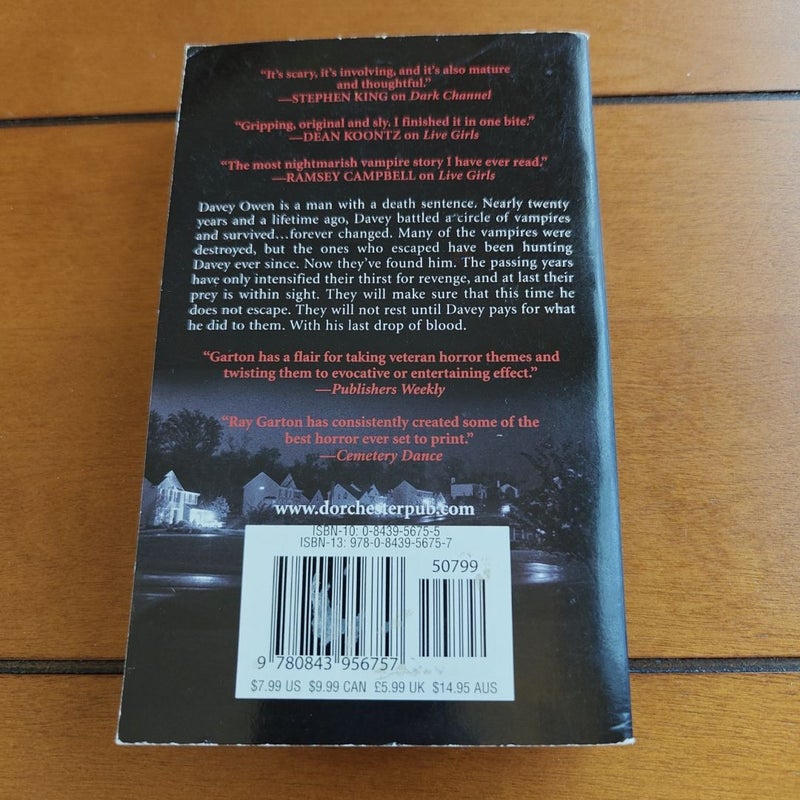 “It's scary, it's involving, and it's also mature
and thoughtful.”
—STEPHEN KING on Dark Channel
“Gripping, original and sly. I finished it in one bite.”
—DEAN KOONTZ on Live Girls
“The most nightmarish vampire story I have ever read.”
—RAMSEY CAMPBELL on Live Girls
Davey Owen is a man with a death sentence. Nearly twenty
years and a lifetime ago, Davey battled a circle of vampires
and survived...forever changed. Many of the vampires were
destroyed, but the ones who escaped have been hunting
Davey ever since. Now they've found him. The passing years
have only intensified their thirst for revenge, and at last their
prey is within sight. They will make sure that this time he
does not escape. They will not rest until Davey pays for what
he did to them. With his last drop of blood.
“Garton has a flair for taking veteran horror themes and
twisting them to evocative or entertaining effect.”
—Publishers Weekly
“Ray Garton has consistently created some of the
best horror ever set to print.”
—Cemetery Dance
www.dorchesterpub.com
ISBN-10: 0-8439-5675-5
ISBN-13: 978-0-8439-5675-7
50799
9 780843 956757
$7.99 US $9.99 CAN £5.99 UK $14.95 AUS